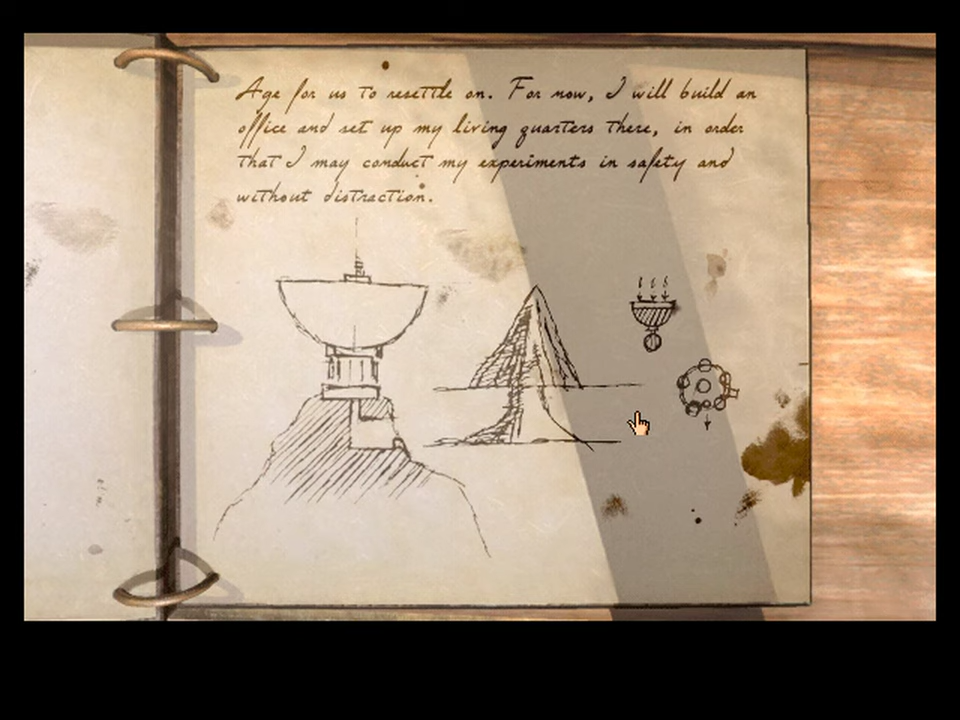 Age for us to resettle on. For now, I will build an
office and set up my living quarters there, in order
that I may conduct my experiments in safety and
without distraction.